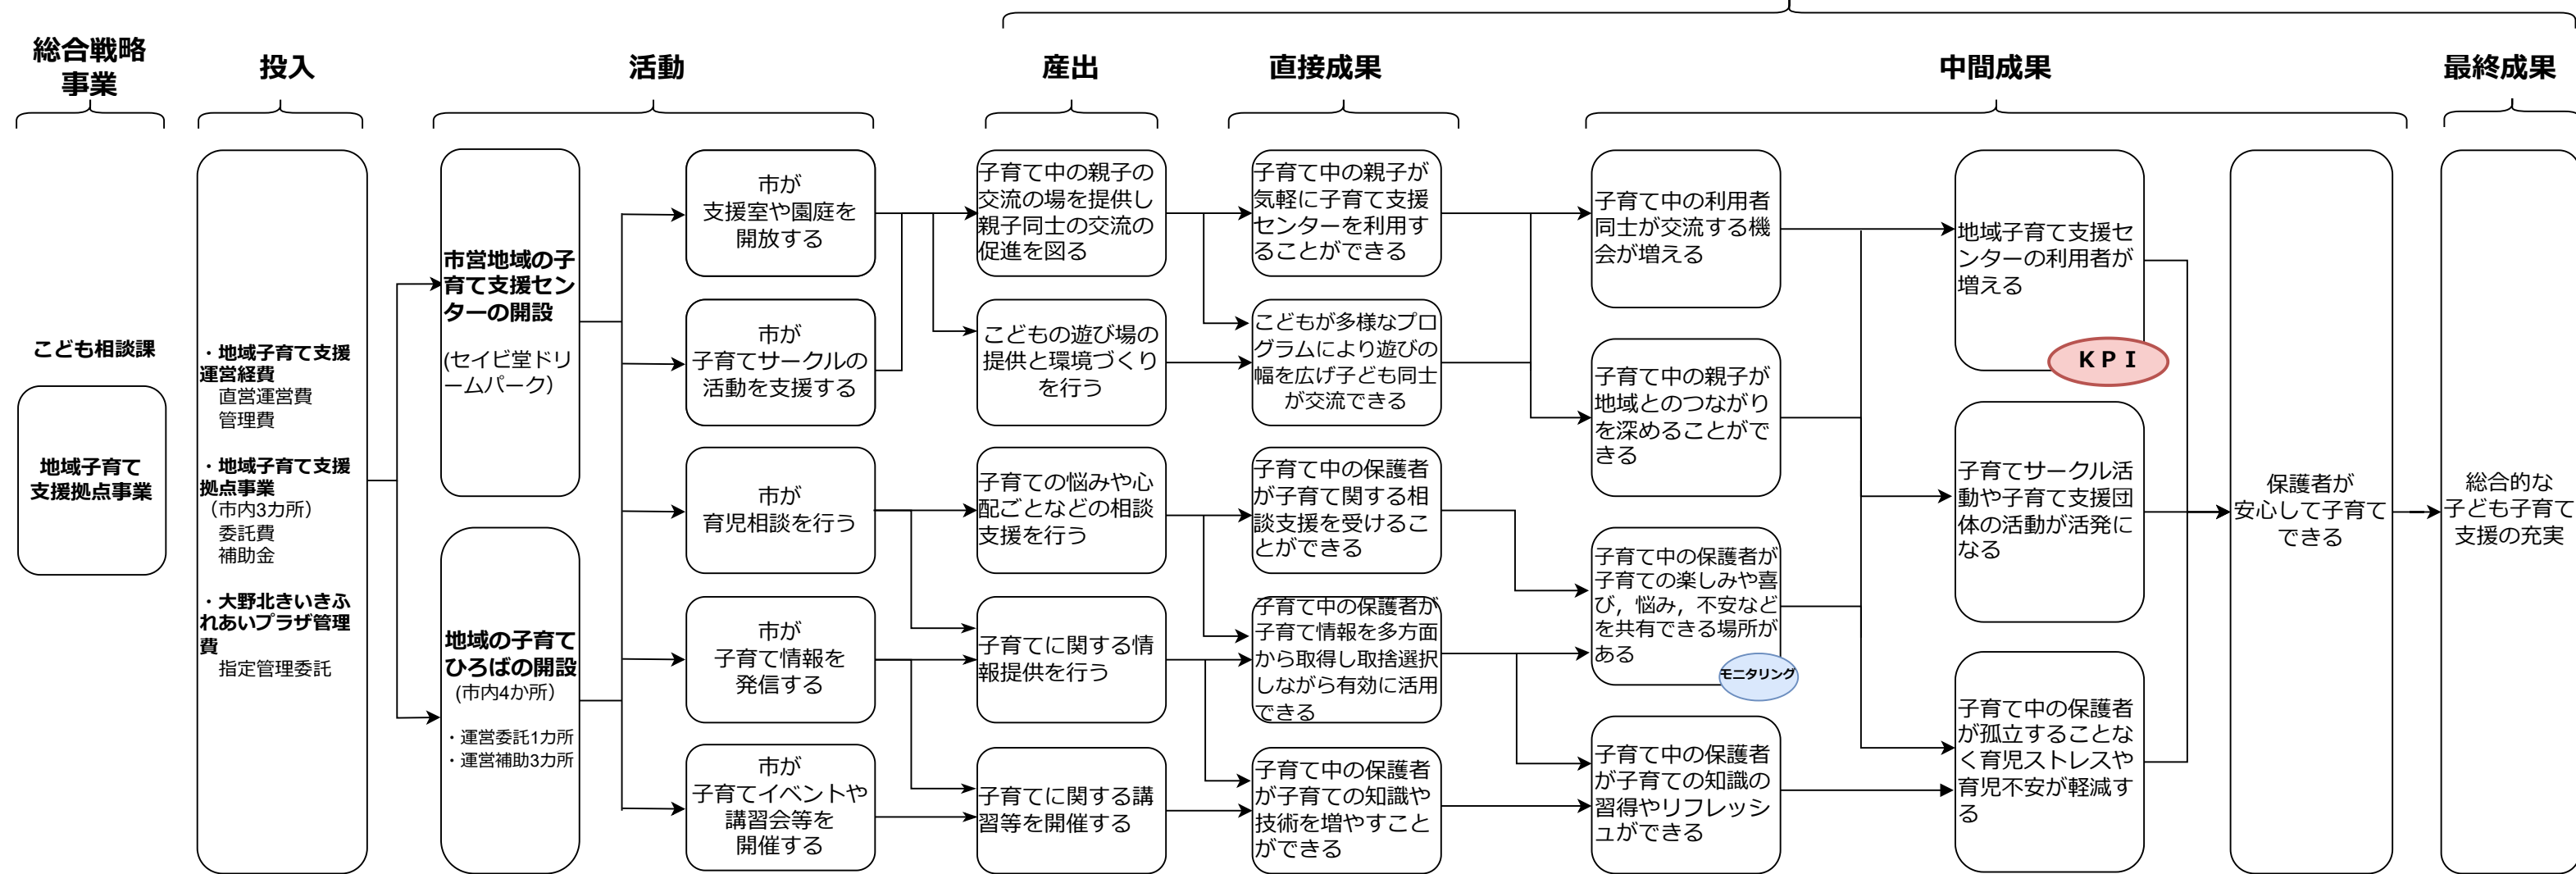 総合戦略
事業
投入
活動
産出
直接成果
中間成果
最終成果
こども相談課
地域子育て
支援拠点事業
・地域子育て支援
運営経費
直営運営費
管理費
・地域子育て支援
拠点事業
（市内3カ所）
委託費
補助金
・大野北きいきふ
れあいプラザ管理
費
指定管理委託
市営地域の子
育て支援セン
ターの開設
(セイビ堂ドリ
ームパーク）
地域の子育て
ひろばの開設
(市内4か所）
・運営委託1カ所
・運営補助3カ所
市が
支援室や園庭を
開放する
市が
子育てサークルの
活動を支援する
市が
育児相談を行う
市が
子育て情報を
発信する
市が
子育てイベントや
講習会等を
開催する
子育て中の親子の
交流の場を提供し
親子同士の交流の
促進を図る
こどもの遊び場の
提供と環境づくり
を行う
子育ての悩みや心
配ごとなどの相談
支援を行う
子育てに関する情
報提供を行う
子育てに関する講
習等を開催する
子育て中の親子が
気軽に子育て支援
センターを利用す
ることができる
こどもが多様なプロ
グラムにより遊びの
幅を広げ子ども同士
が交流できる
子育て中の保護者
が子育て関する相
談支援を受けるこ
とができる
子育て中の保護者が
子育て情報を多方面
から取得し取捨選択
しながら有効に活用
できる
子育て中の保護者
が子育ての知識や
技術を増やすこと
ができる
子育て中の利用者
同士が交流する機
会が増える
子育て中の親子が
地域とのつながり
を深めることがで
きる
子育て中の保護者が
子育ての楽しみや喜
び，悩み，不安など
を共有できる場所が
ある
モニタリング
子育て中の保護者
が子育ての知識の
習得やリフレッシ
ュができる
地域子育て支援セ
ンターの利用者が
増える
ＫＰＩ
子育てサークル活
動や子育て支援団
体の活動が活発に
なる
子育て中の保護者
が孤立することな
く育児ストレスや
育児不安が軽減す
る
保護者が
安心して子育て
できる
総合的な
子ども子育て
支援の充実